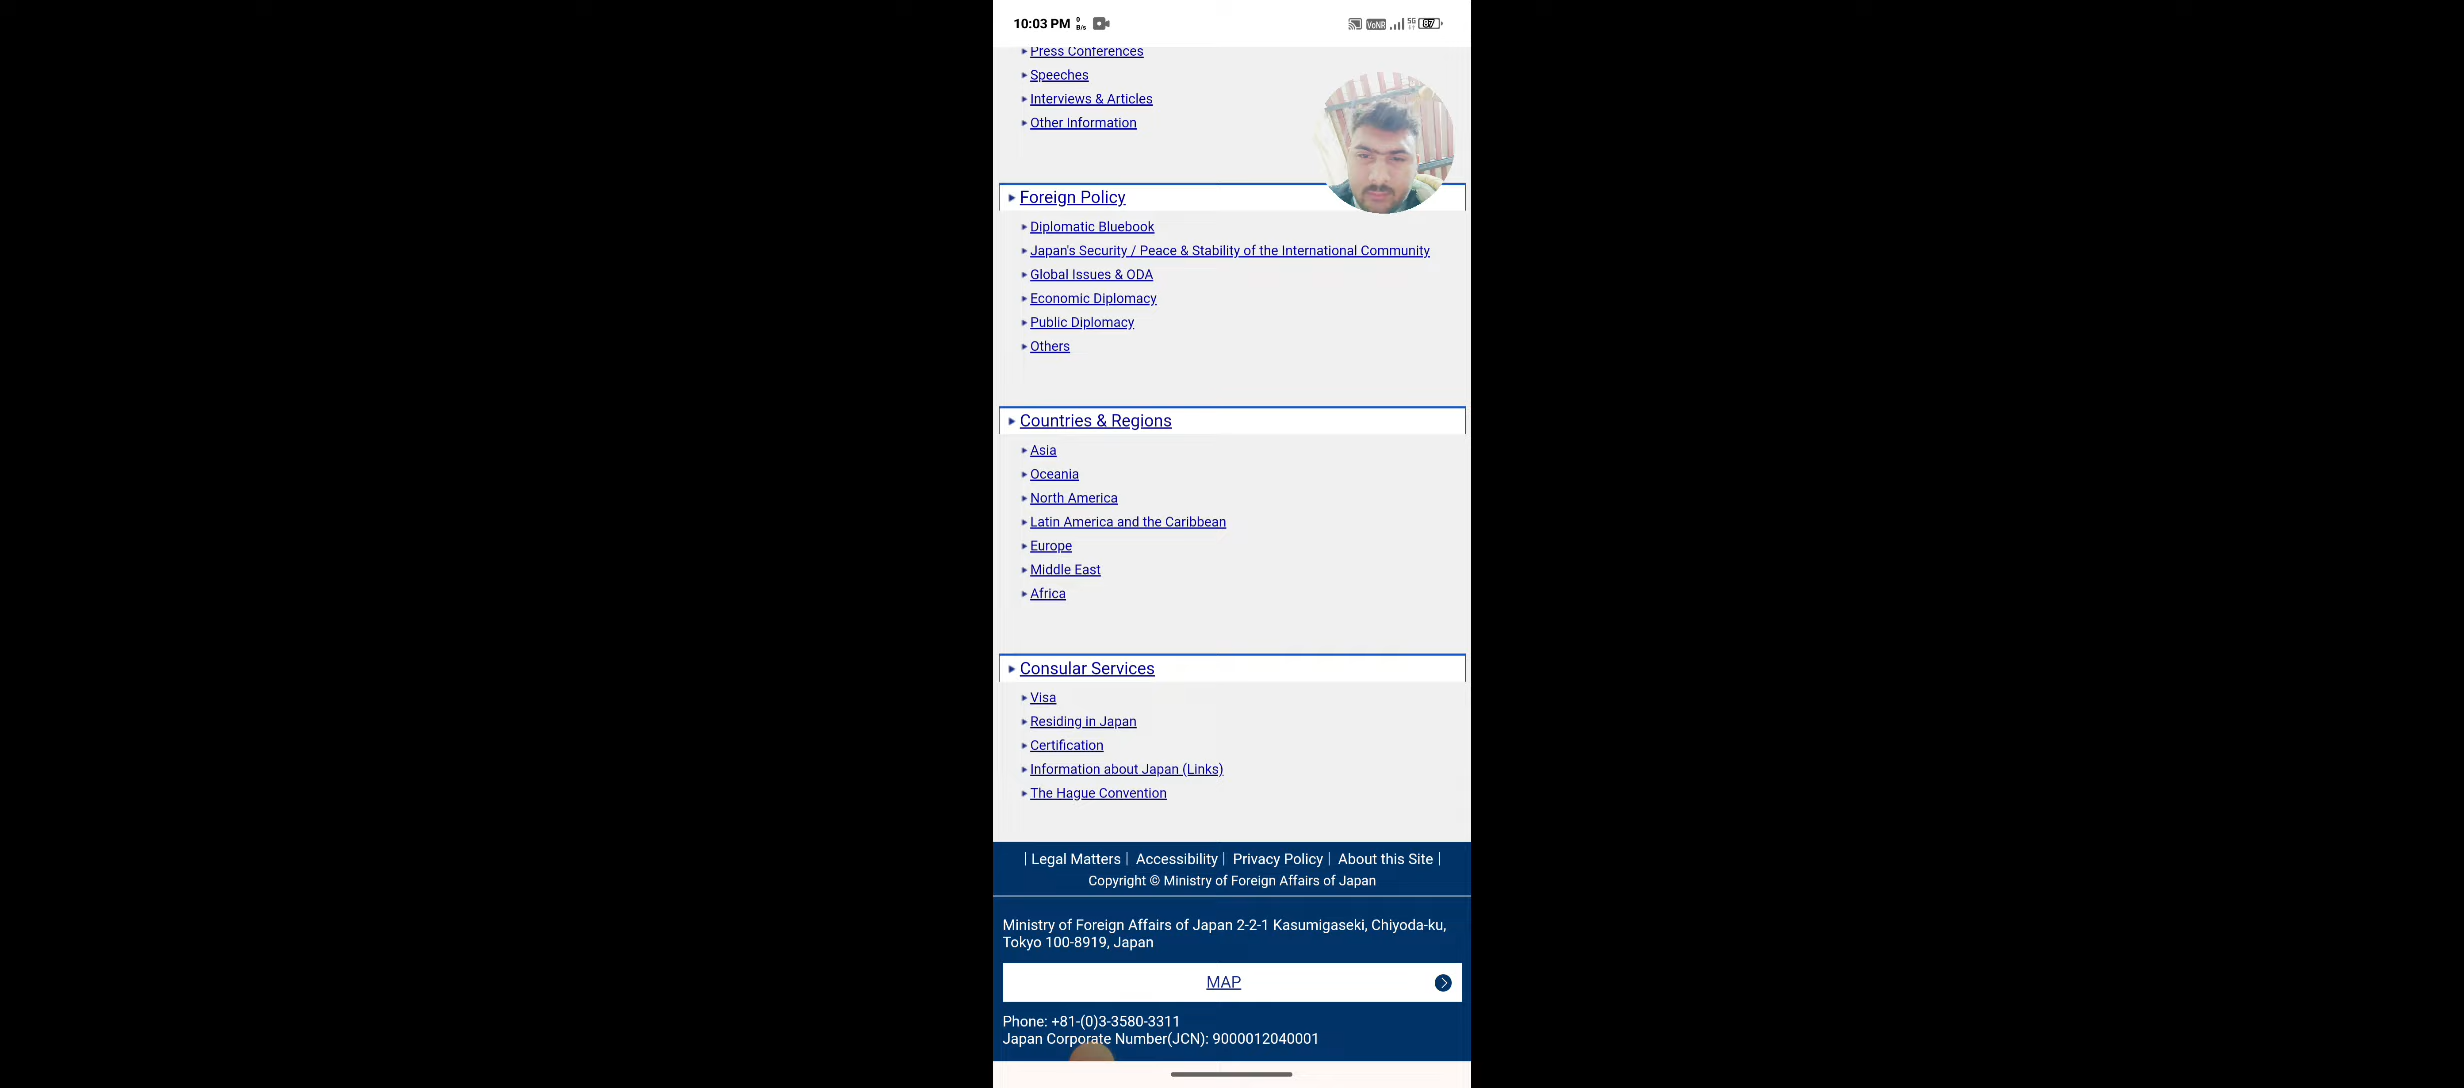 10:03 PM 0 B/s VoNR 5G 87
Press Conferences
Speeches
Interviews & Articles
Other Information
Foreign Policy
Diplomatic Bluebook
Japan's Security / Peace & Stability of the International Community
Global Issues & ODA
Economic Diplomacy
Public Diplomacy
Others
Countries & Regions
Asia
Oceania
North America
Latin America and the Caribbean
Europe
Middle East
Africa
Consular Services
Visa
Residing in Japan
Certification
Information about Japan (Links)
The Hague Convention
| Legal Matters | Accessibility | Privacy Policy | About this Site |
Copyright © Ministry of Foreign Affairs of Japan
Ministry of Foreign Affairs of Japan 2-2-1 Kasumigaseki, Chiyoda-ku,
Tokyo 100-8919, Japan
MAP
Phone: +81-(0)3-3580-3311
Japan Corporate Number(JCN): 9000012040001